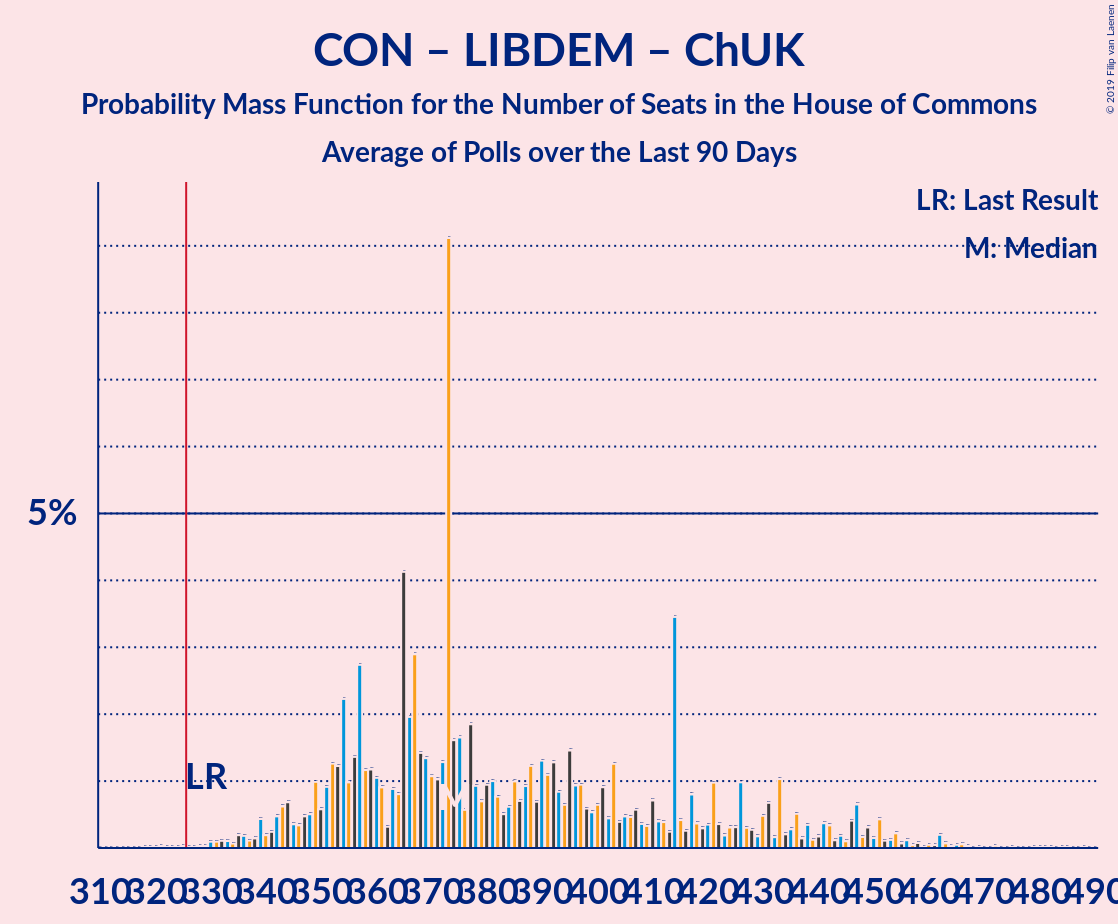 CON – LIBDEM – ChUK
Probability Mass Function for the Number of Seats in the House of Commons
Average of Polls over the Last 90 Days
© 2019 Filip van Laenen
LR: Last Result
M: Median
5%
LR
M
310 320 330 340 350 360 370 380 390 400 410 420 430 440 450 460 470 480 490